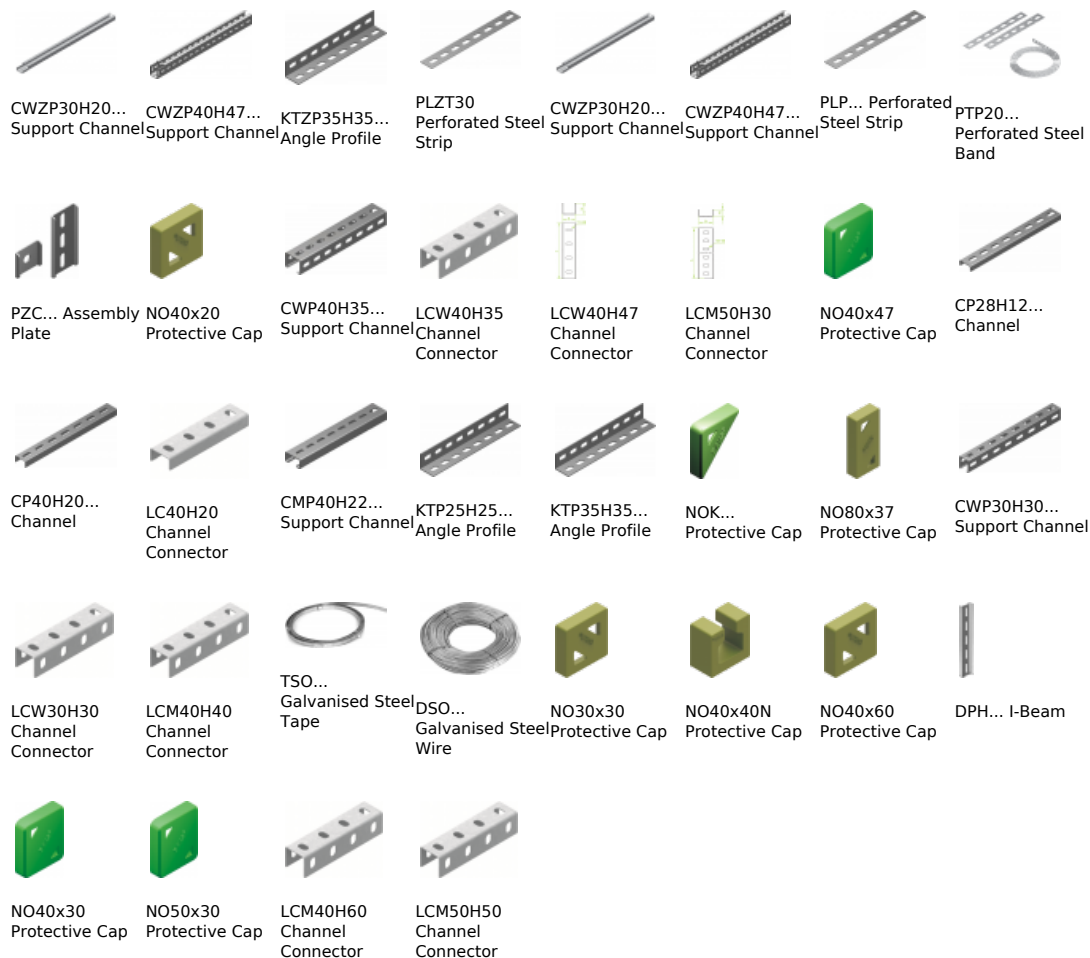 CWZP30H20...
Support Channel
CWZP40H47...
Support Channel
KTZP35H35...
Angle Profile
PLZT30
Perforated Steel
Strip
CWZP30H20...
Support Channel
CWZP40H47...
Support Channel
PLP... Perforated
Steel Strip
PTP20...
Perforated Steel
Band
PZC... Assembly
Plate
NO40x20
Protective Cap
CWP40H35...
Support Channel
LCW40H35
Channel
Connector
LCW40H47
Channel
Connector
LCM50H30
Channel
Connector
NO40x47
Protective Cap
CP28H12...
Channel
CP40H20...
Channel
LC40H20
Channel
Connector
CMP40H22...
Support Channel
KTP25H25...
Angle Profile
KTP35H35...
Angle Profile
NOK...
Protective Cap
NO80x37
Protective Cap
CWP30H30...
Support Channel
LCW30H30
Channel
Connector
LCM40H40
Channel
Connector
TSO...
Galvanised Steel
Tape
DSO...
Galvanised Steel
Wire
NO30x30
Protective Cap
NO40x40N
Protective Cap
NO40x60
Protective Cap
DPH... I-Beam
NO40x30
Protective Cap
NO50x30
Protective Cap
LCM40H60
Channel
Connector
LCM50H50
Channel
Connector